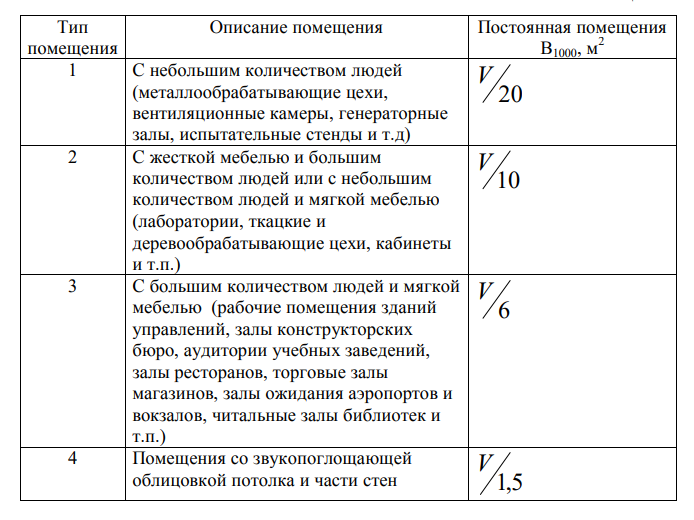 Тип помещения
Описание помещения
Постоянная помещения В1000, м2
1
С небольшим количеством людей
(металлообрабатывающие цехи,
вентиляционные камеры, генераторные
залы, испытательные стенды и т.д)
V/20
2
С жесткой мебелью и большим
количеством людей или с небольшим
количеством людей и мягкой мебелью
(лаборатории, ткацкие и
деревообрабатывающие цехи, кабинеты
и т.п.)
V/10
3
С большим количеством людей и мягкой
мебелью (рабочие помещения зданий
управлений, залы конструкторских
бюро, аудитории учебных заведений,
залы ресторанов, торговые залы
магазинов, залы ожидания аэропортов и
вокзалов, читальные залы библиотек и
т.п.)
V/6
4
Помещения со звукопоглощающей
облицовкой потолка и части стен
V/1,5